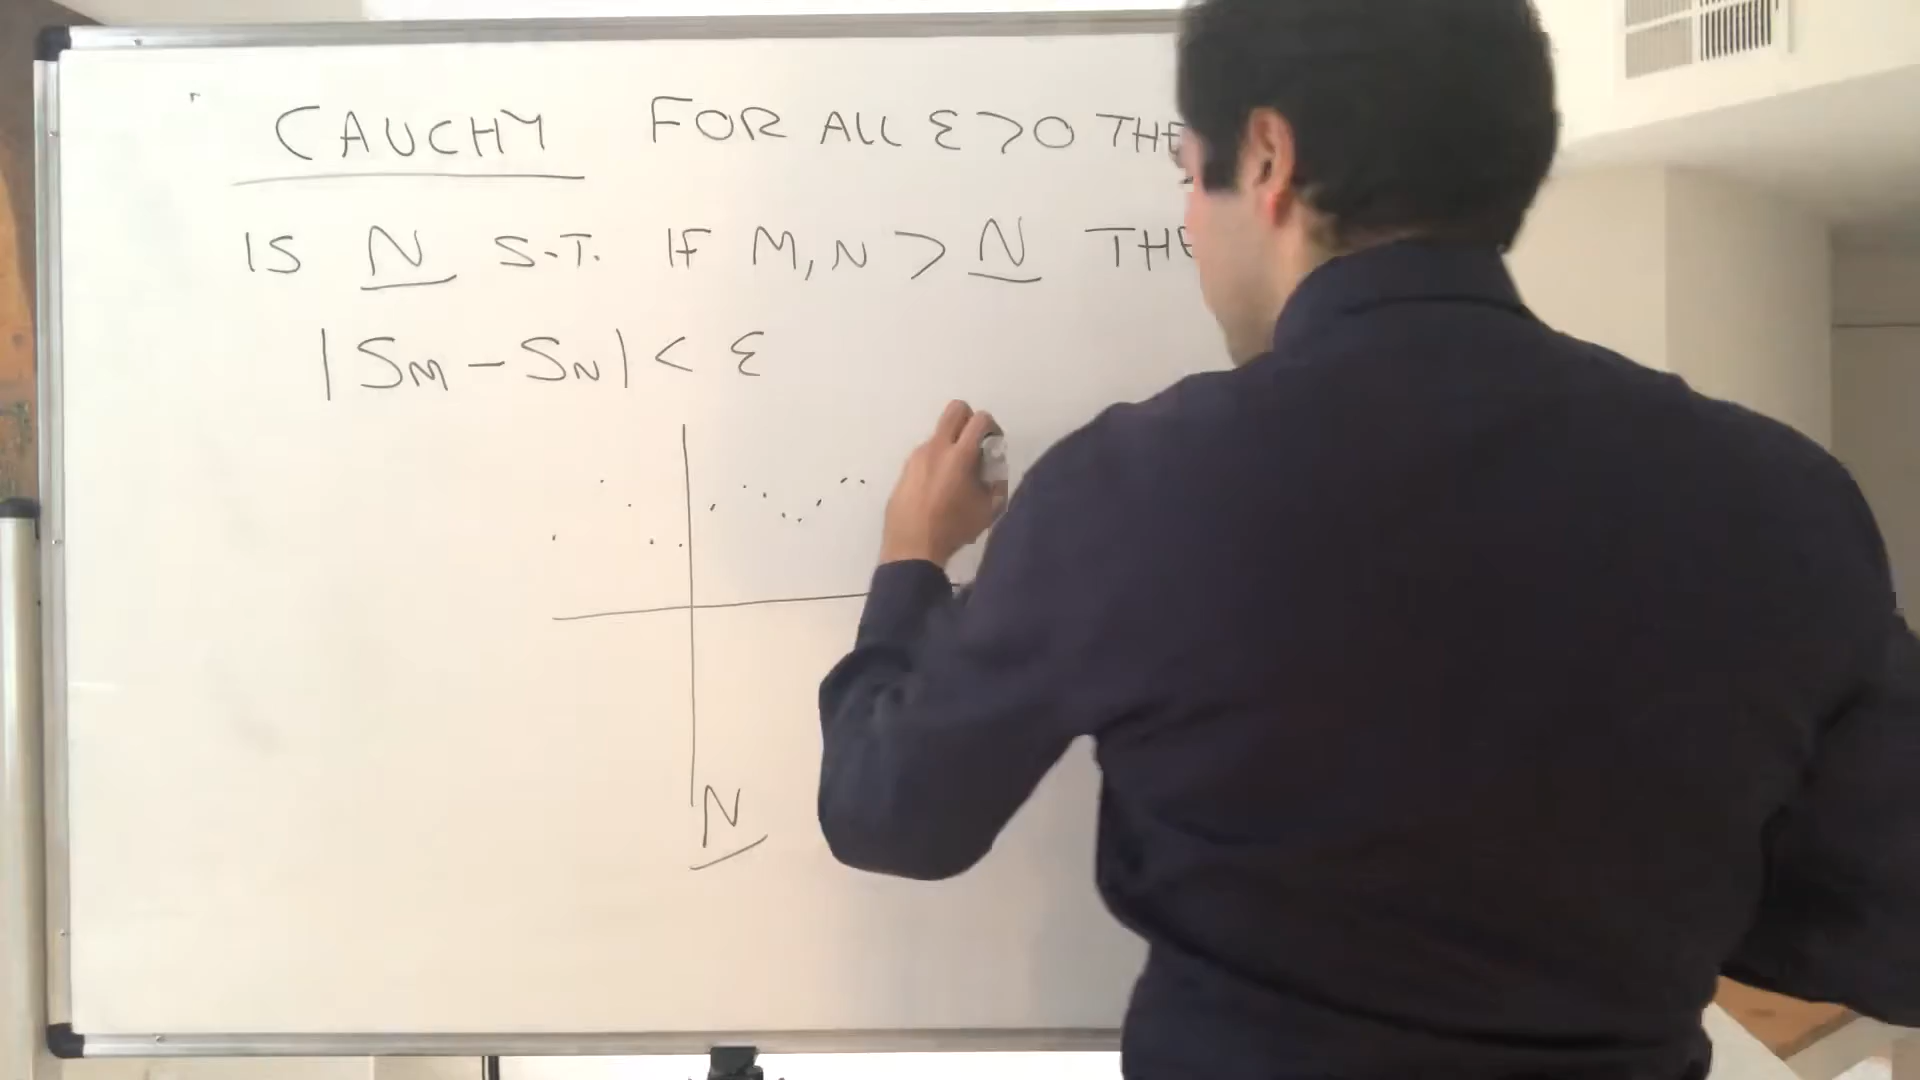 CAUCHY FOR ALL ε>0 THE
IS N S.T. IF M,N > N THE
|SM - SN| < ε
N